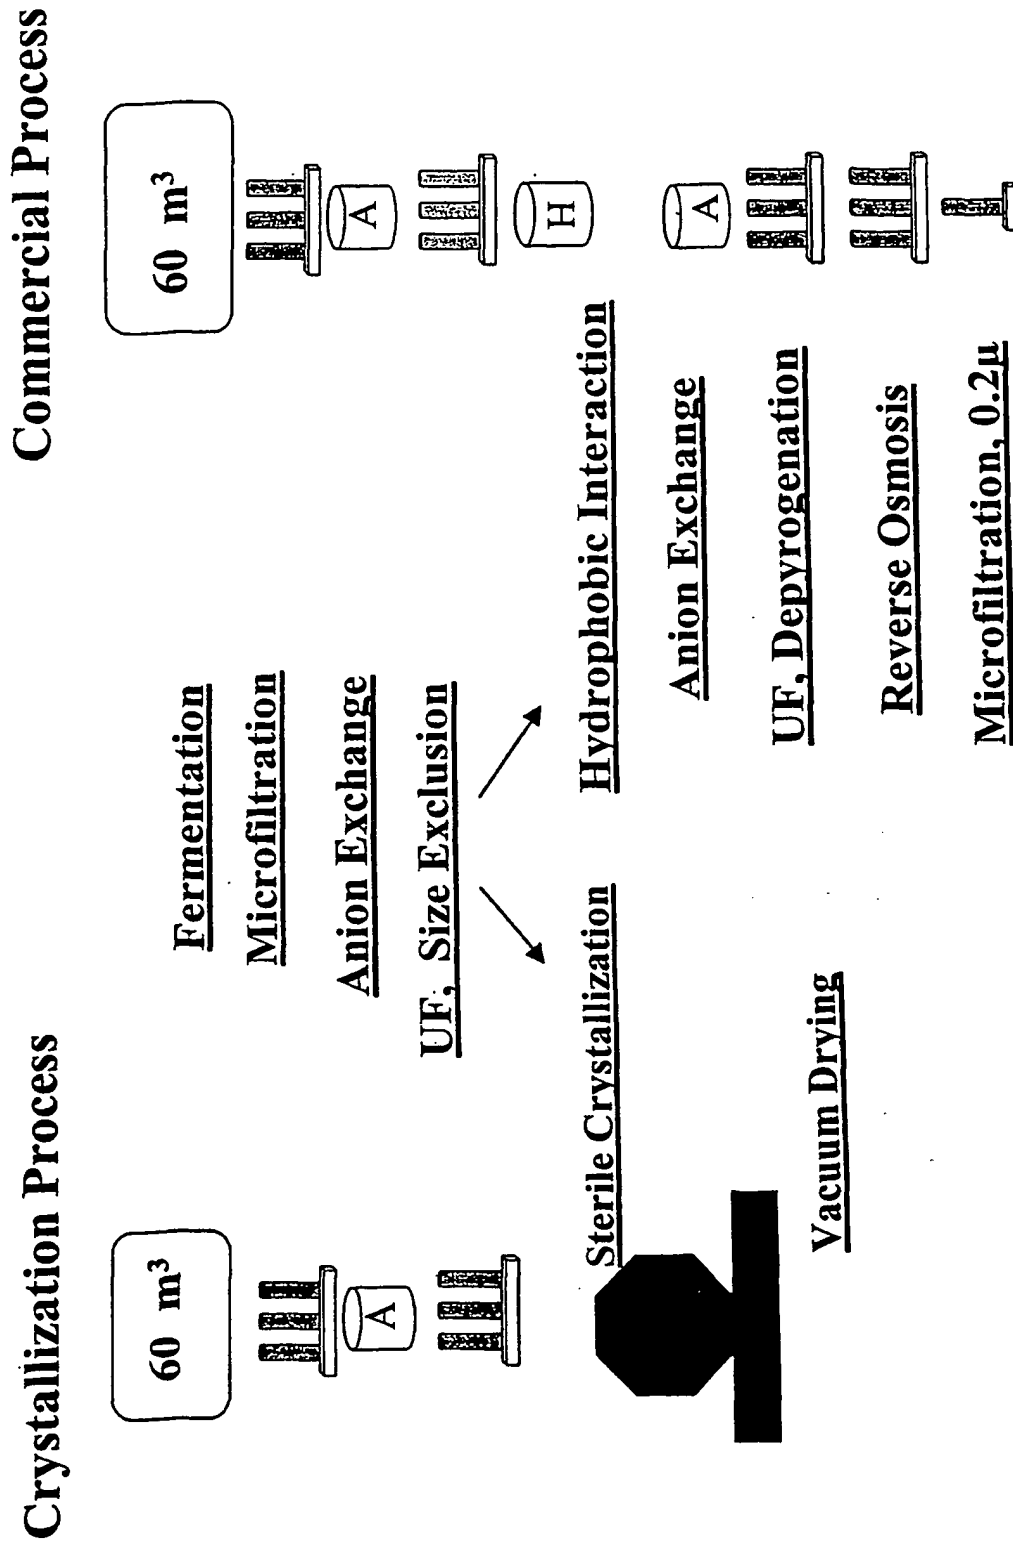 Crystallization Process
Commercial Process
60 m³
Fermentation
60 m³
Microfiltration
A
Anion Exchange
A
UF, Size Exclusion
Sterile Crystallization
Hydrophobic Interaction
H
Anion Exchange
A
Vacuum Drying
UF, Depyrogenation
Reverse Osmosis
Microfiltration, 0.2μ